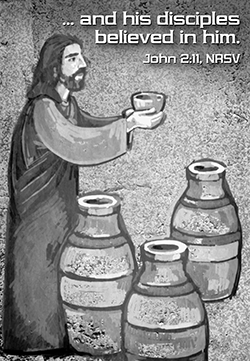 ... and his disciples
believed in him.
John 2:11, NRSV